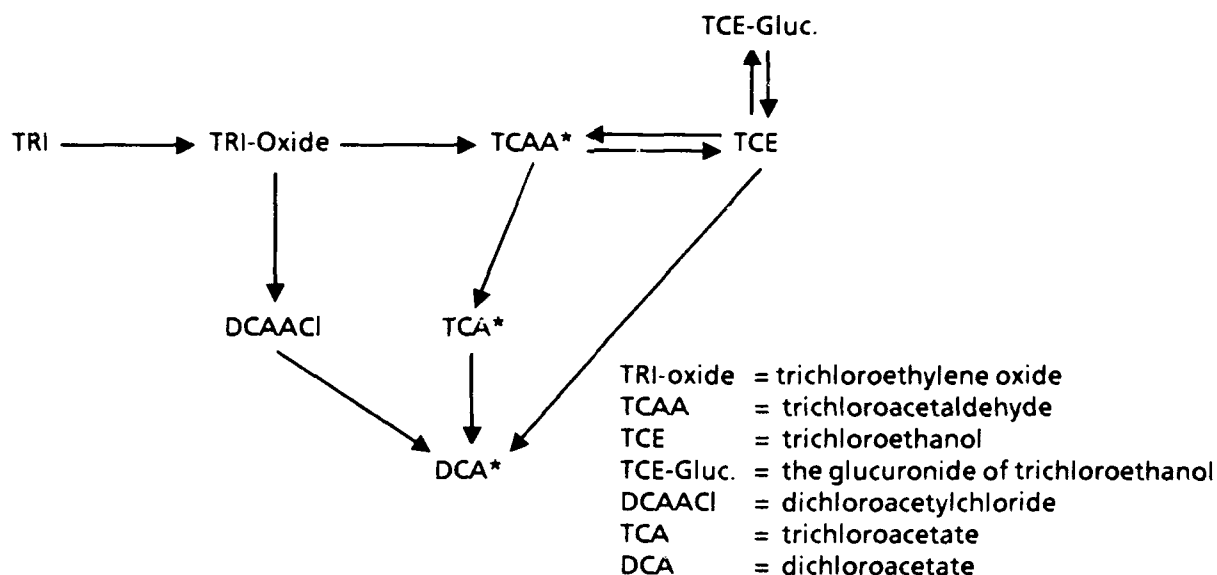 TCE-Gluc.
TRI TRI-Oxide TCAA* TCE
DCAACl TCA*
DCA*
TRI-oxide = trichloroethylene oxide
TCAA = trichloroacetaldehyde
TCE = trichloroethanol
TCE-Gluc. = the glucuronide of trichloroethanol
DCAACl = dichloroacetylchloride
TCA = trichloroacetate
DCA = dichloroacetate